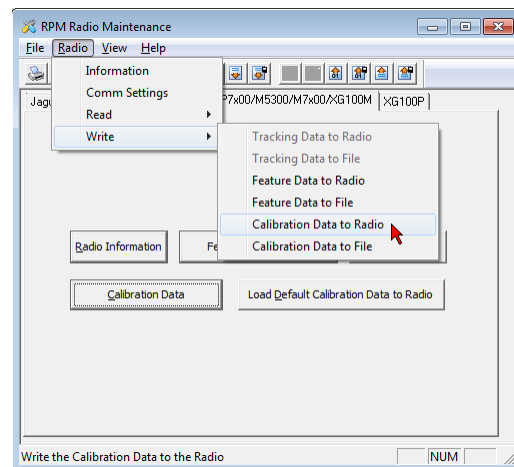 RPM Radio Maintenance
File Radio View Help
Information
Comm Settings
Read
Write
P7x00/M5300/M7x00/XG100M XG100P
Tracking Data to Radio
Tracking Data to File
Feature Data to Radio
Feature Data to File
Calibration Data to Radio
Calibration Data to File
Radio Information
Calibration Data
Load Default Calibration Data to Radio
Write the Calibration Data to the Radio
NUM